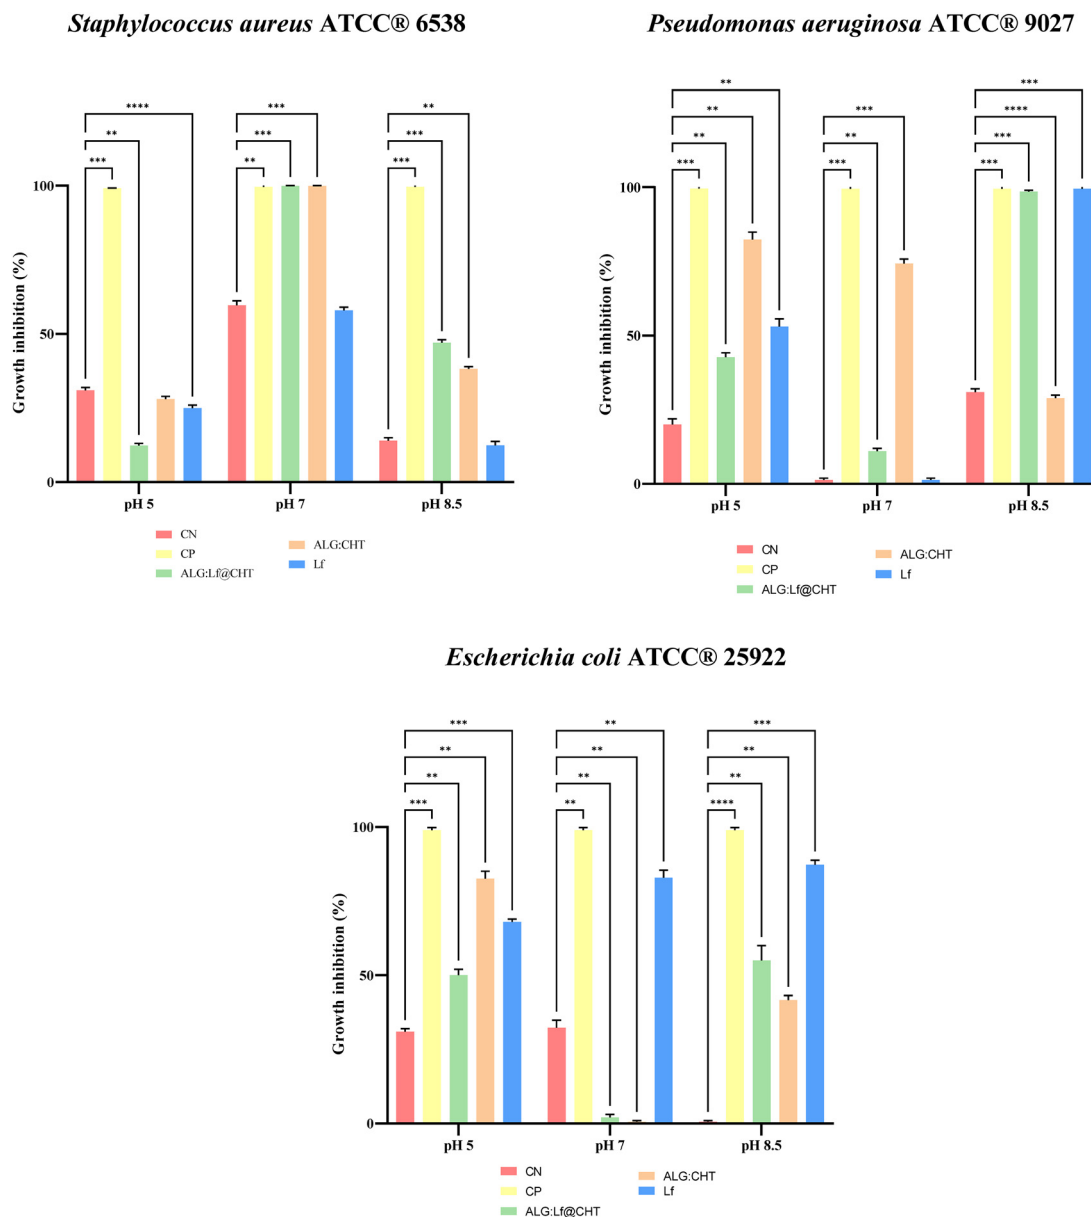 Staphylococcus aureus ATCC® 6538
****
**
***
***
***
**
**
***
***
Growth inhibition (%)
100
50
0
pH 5
pH 7
pH 8.5
CN
CP
ALG:Lf@CHT
ALG:CHT
Lf
Pseudomonas aeruginosa ATCC® 9027
**
**
**
***
***
**
***
***
****
***
***
Growth inhibition (%)
100
50
0
pH 5
pH 7
pH 8.5
CN
CP
ALG:Lf@CHT
ALG:CHT
Lf
Escherichia coli ATCC® 25922
***
**
**
***
**
**
**
**
***
**
**
****
Growth inhibition (%)
100
50
0
pH 5
pH 7
pH 8.5
CN
CP
ALG:Lf@CHT
ALG:CHT
Lf